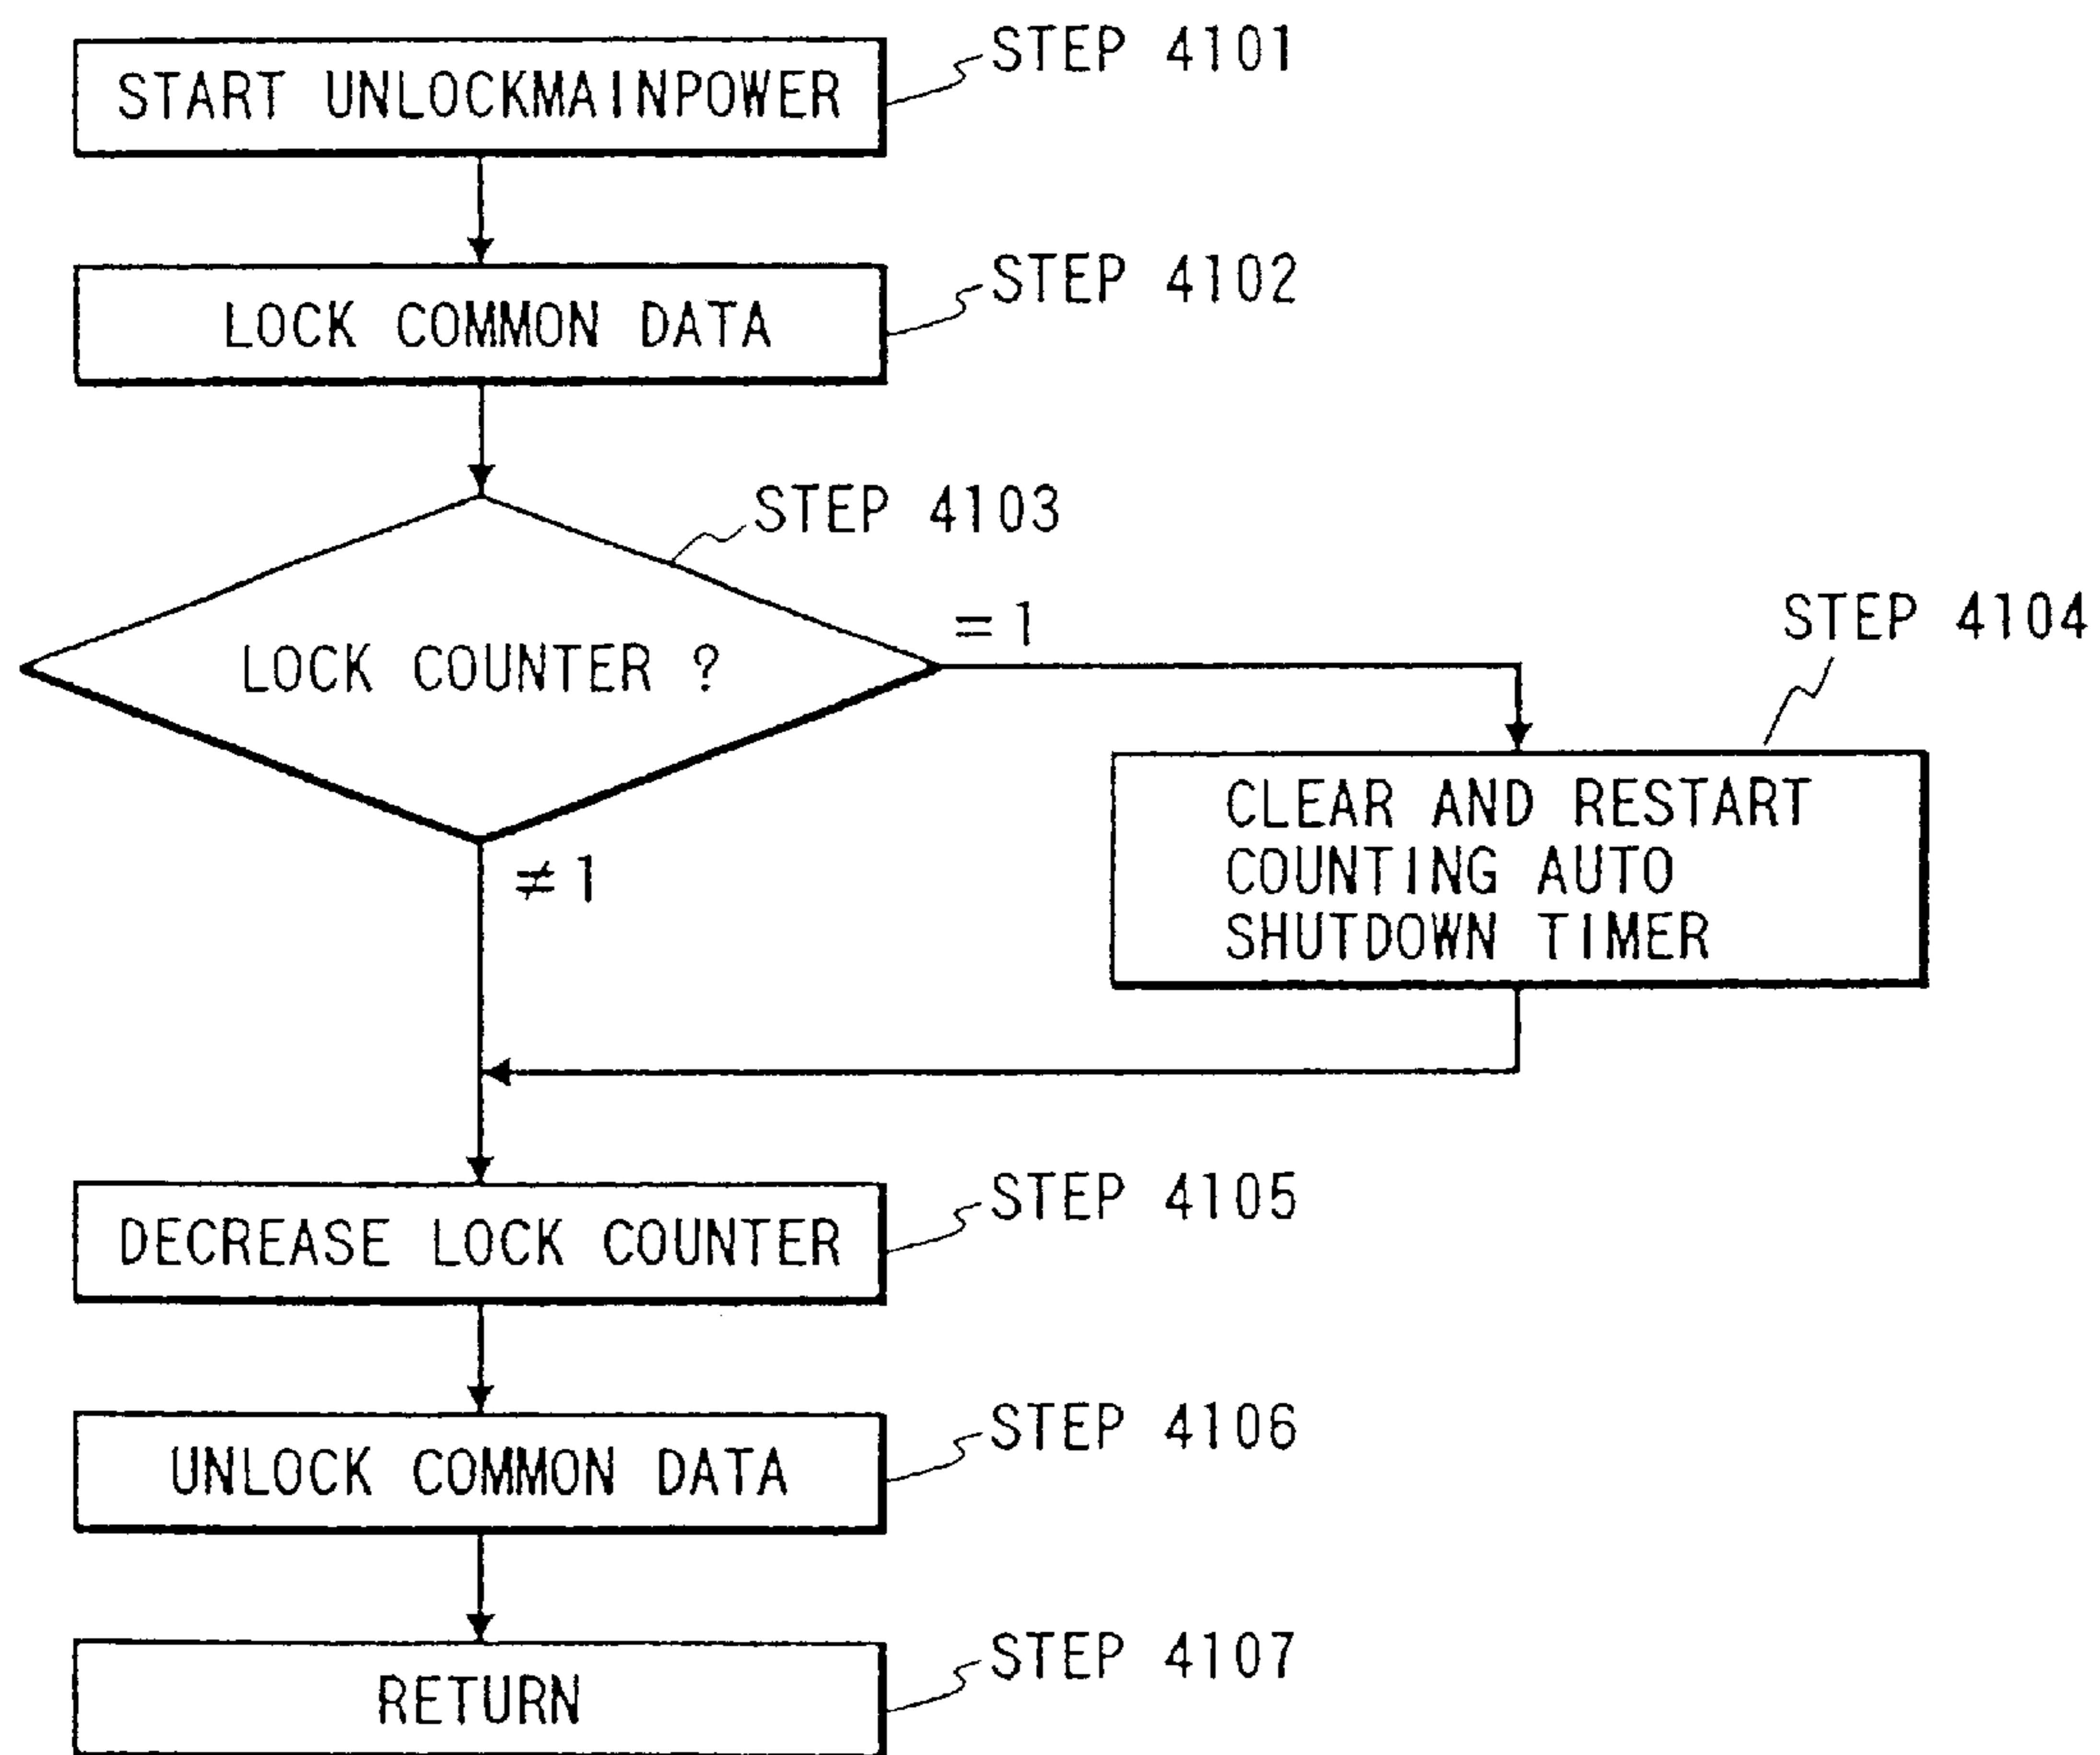 START UNLOCKMAINPOWER
STEP 4101
LOCK COMMON DATA
STEP 4102
STEP 4103
LOCK COUNTER ?
=1
≠1
STEP 4104
CLEAR AND RESTART
COUNTING AUTO
SHUTDOWN TIMER
DECREASE LOCK COUNTER
STEP 4105
UNLOCK COMMON DATA
STEP 4106
RETURN
STEP 4107